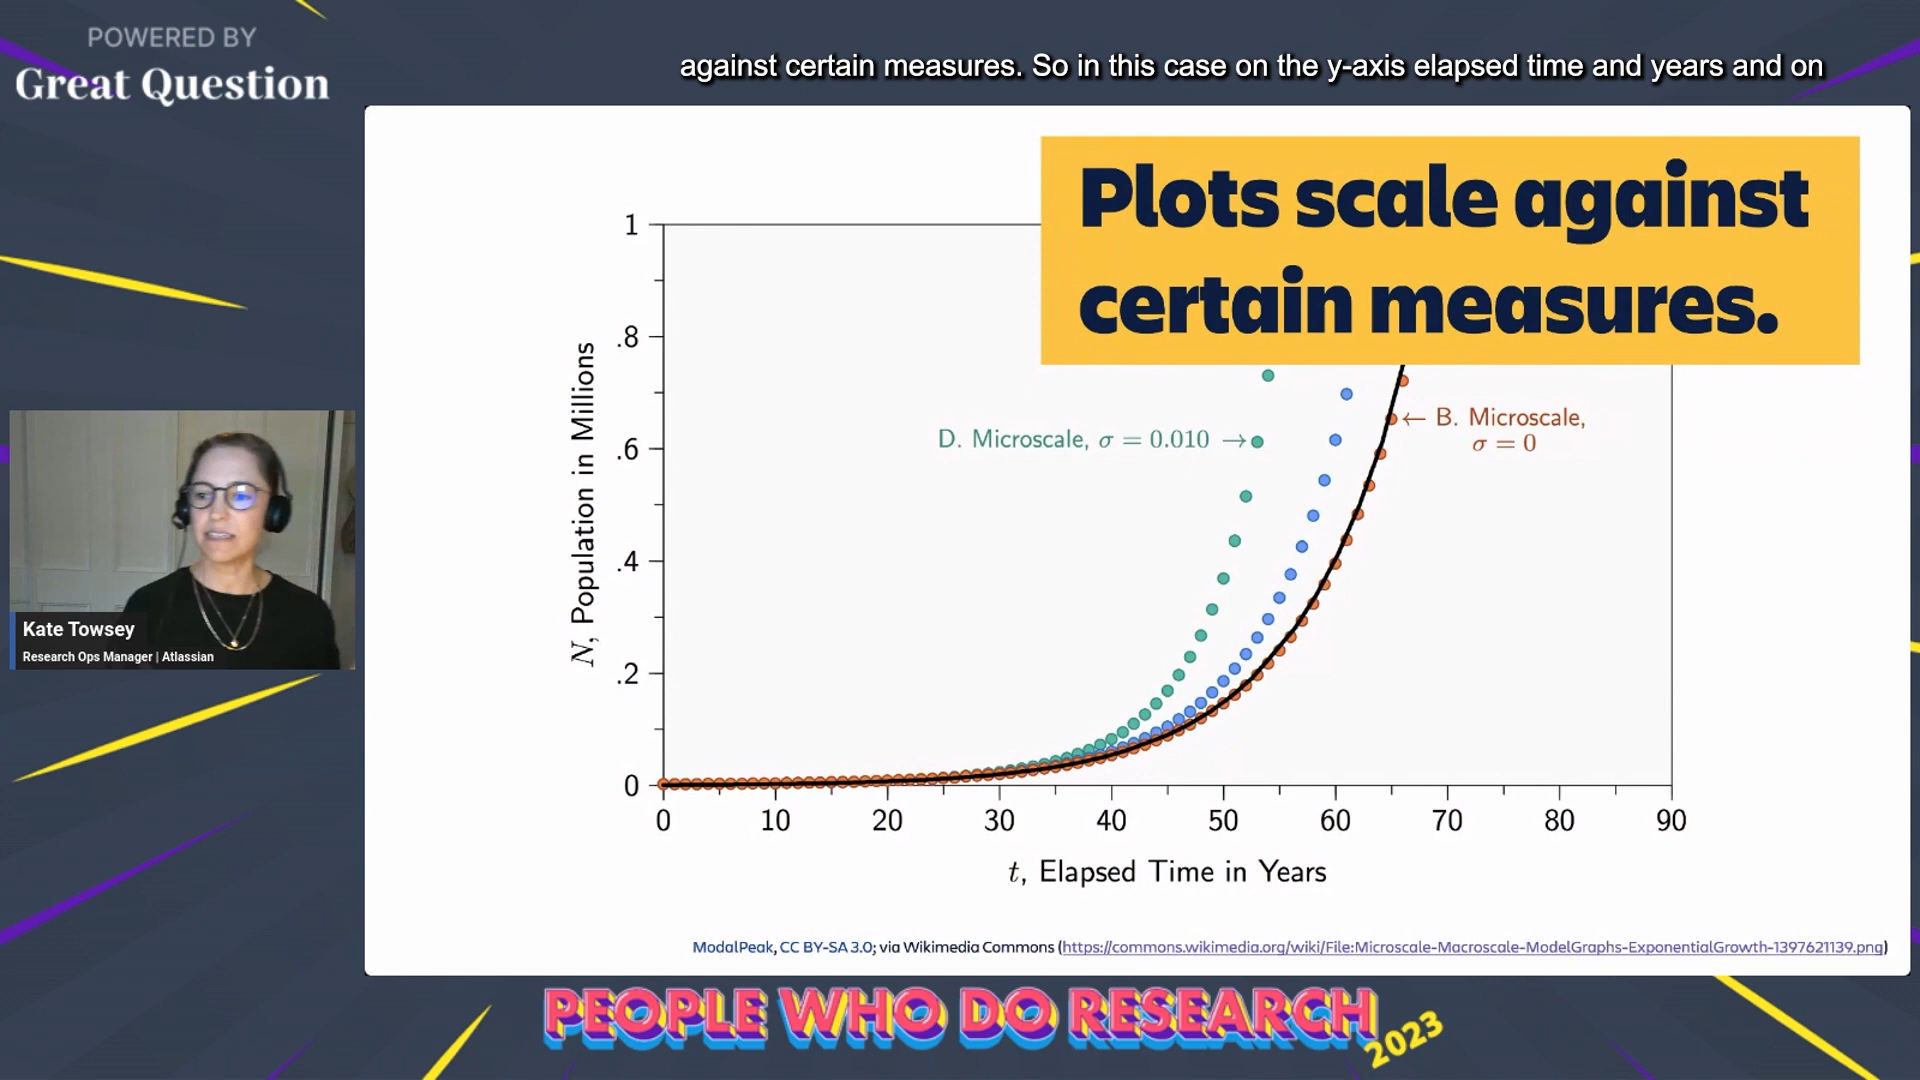 POWERED BY
Great Question
against certain measures. So in this case on the y-axis elapsed time and years and on
Plots scale against
certain measures.
1
.8
.6
.4
.2
0
N, Population in Millions
D. Microscale, σ = 0.010 →
← B. Microscale,
σ = 0
0 10 20 30 40 50 60 70 80 90
t, Elapsed Time in Years
Kate Towsey
Research Ops Manager | Atlassian
ModalPeak, CC BY-SA 3.0; via Wikimedia Commons (https://commons.wikimedia.org/wiki/File:Microscale-Macroscale-ModelGraphs-ExponentialGrowth-1397621139.png)
PEOPLE WHO DO RESEARCH
2023